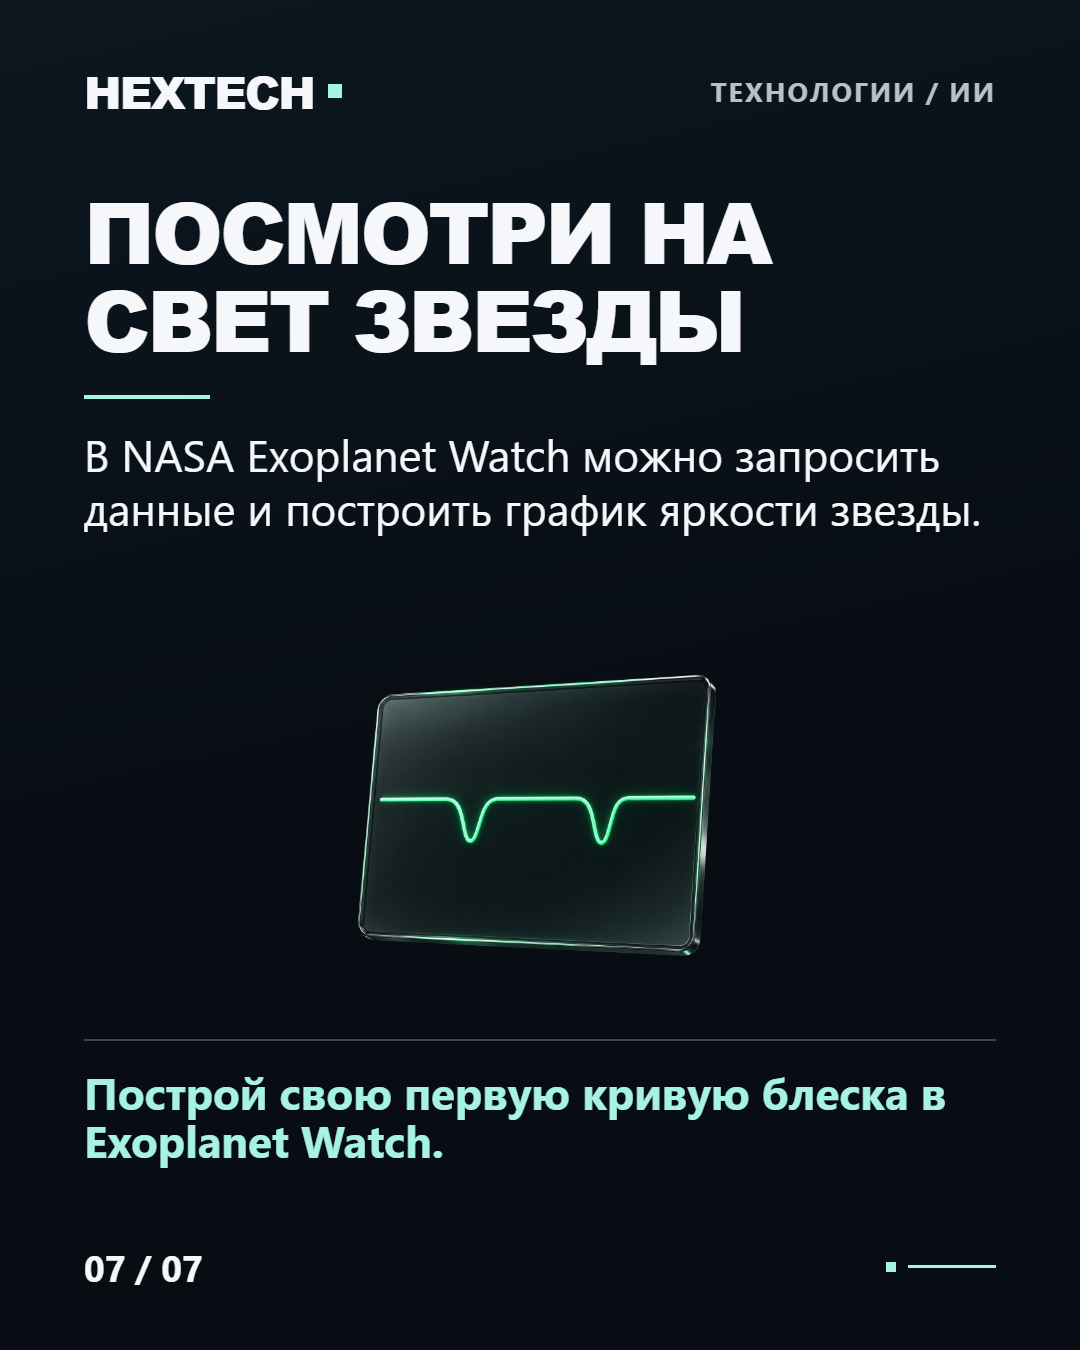 HEXTECH
ТЕХНОЛОГИИ / ИИ
ПОСМОТРИ НА
СВЕТ ЗВЕЗДЫ
В NASA Exoplanet Watch можно запросить
данные и построить график яркости звезды.
Построй свою первую кривую блеска в
Exoplanet Watch.
07 / 07